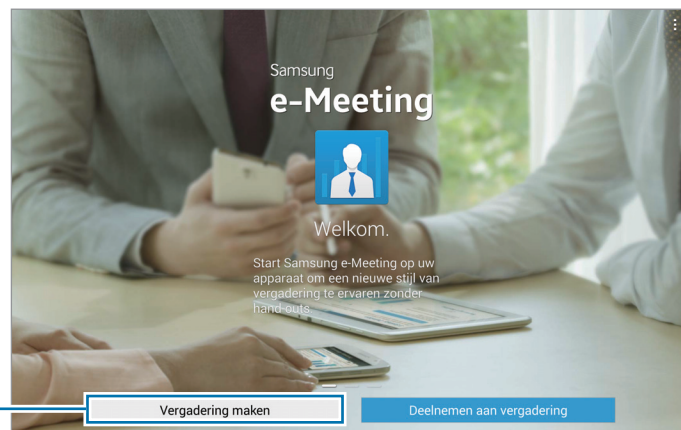 Samsung
e-Meeting
Welkom.
Start Samsung e-Meeting op uw
apparaat om een nieuwe stijl van
vergadering te ervaren zonder
hand-outs.
Vergadering maken
Deelnemen aan vergadering